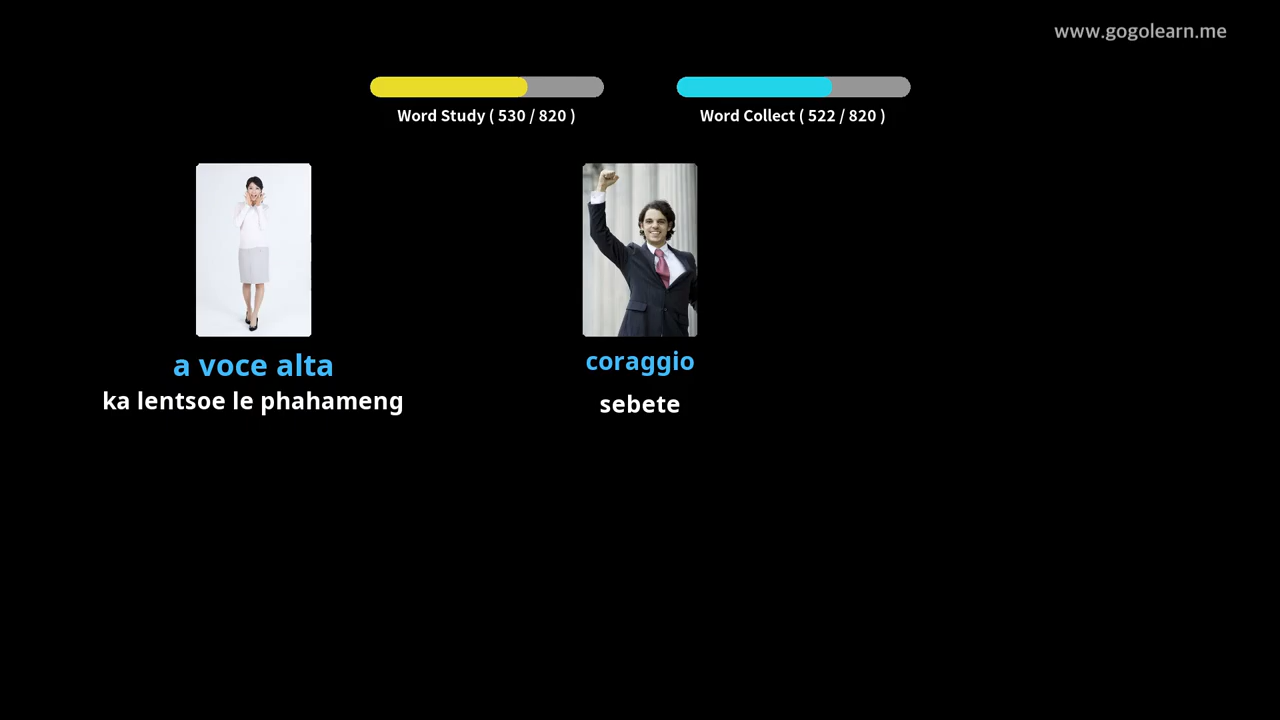 www.gogolearn.me
Word Study ( 530 / 820 )
Word Collect ( 522 / 820 )
a voce alta
ka lentsoe le phahameng
coraggio
sebete